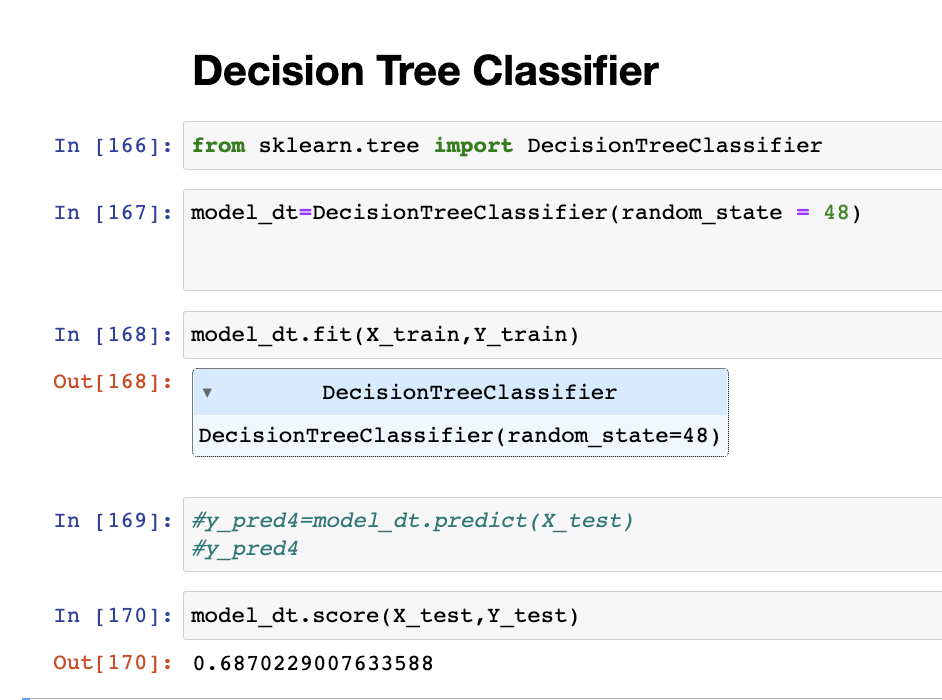 Decision Tree Classifier
In [166]: from sklearn.tree import DecisionTreeClassifier
In [167]: model_dt=DecisionTreeClassifier(random_state = 48)
In [168]: model_dt.fit(X_train,Y_train)
Out[168]: ▼ DecisionTreeClassifier
DecisionTreeClassifier(random_state=48)
In [169]: #y_pred4=model_dt.predict(X_test)
#y_pred4
In [170]: model_dt.score(X_test,Y_test)
Out[170]: 0.6870229007633588